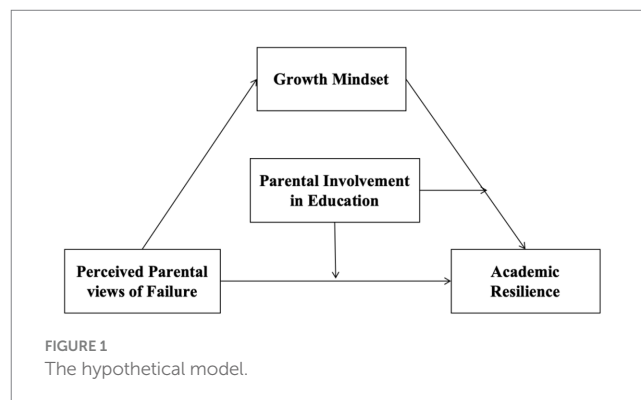 Growth Mindset
Parental Involvement
in Education
Perceived Parental
views of Failure
Academic
Resilience
FIGURE 1
The hypothetical model.